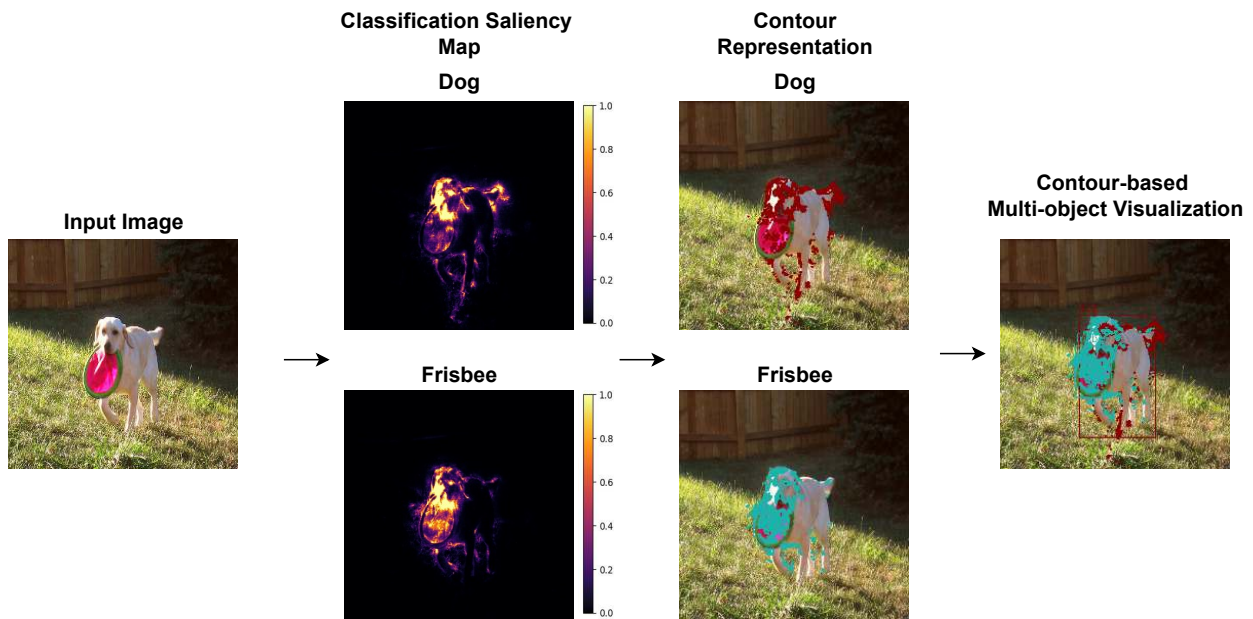 Input Image
Classification Saliency
Map
Dog
1.0
0.8
0.6
0.4
0.2
0.0
Frisbee
1.0
0.8
0.6
0.4
0.2
0.0
Contour
Representation
Dog
Frisbee
Contour-based
Multi-object Visualization